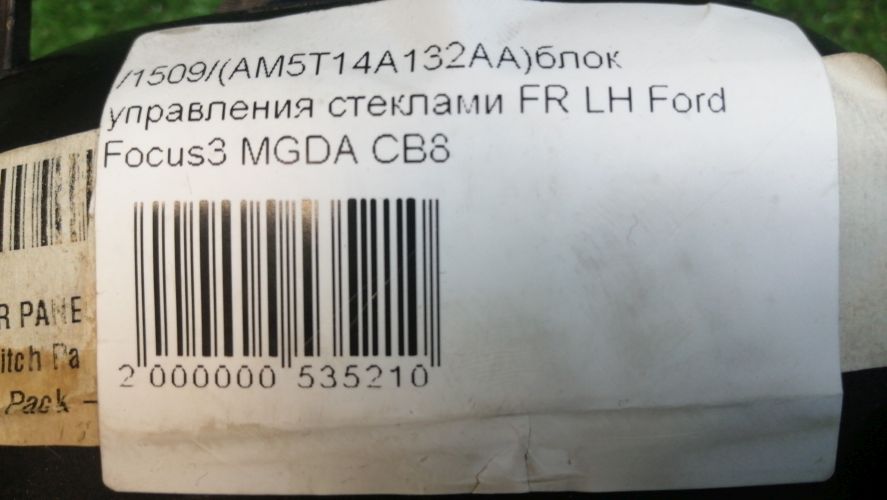 /1509/(AM5T14A132AA)блок
управления стеклами FR LH Ford
Focus3 MGDA CB8
2 000000 535210
R PANE
itch Pa
Pack –